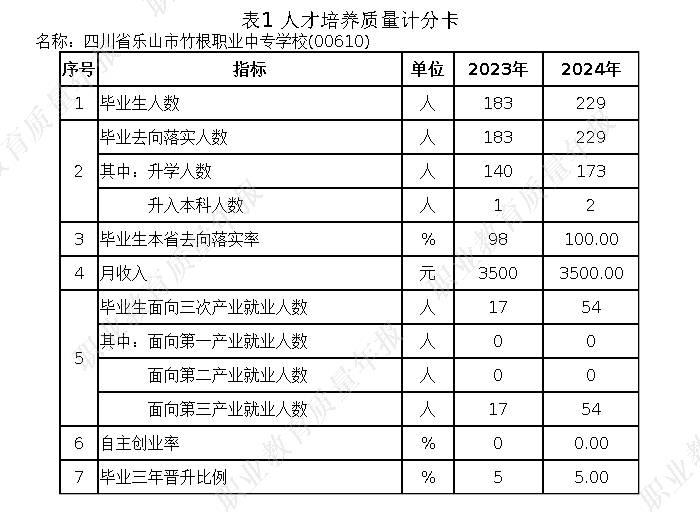 表1 人才培养质量计分卡
名称：四川省乐山市竹根职业中专学校(00610)
序号 指标 单位 2023年 2024年
1 毕业生人数 人 183 229
毕业去向落实人数 人 183 229
2 其中：升学人数 人 140 173
升入本科人数 人 1 2
3 毕业生本省去向落实率 % 98 100.00
4 月收入 元 3500 3500.00
毕业生面向三次产业就业人数 人 17 54
5 其中：面向第一产业就业人数 人 0 0
面向第二产业就业人数 人 0 0
面向第三产业就业人数 人 17 54
6 自主创业率 % 0 0.00
7 毕业三年晋升比例 % 5 5.00
职业教育质量年报